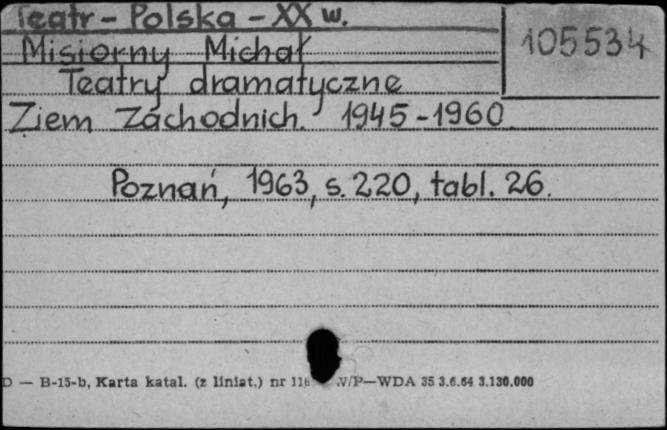 Teatr - Polska - XX w.
105534
Misiorny Michał
Teatry dramatyczne
Ziem Zachodnich. 1945-1960
Poznań, 1963, s. 220, tabl. 26.
D — B-15-b, Karta katal. (z liniat.) nr W/P—WDA 35 3.6.64 3.130.000